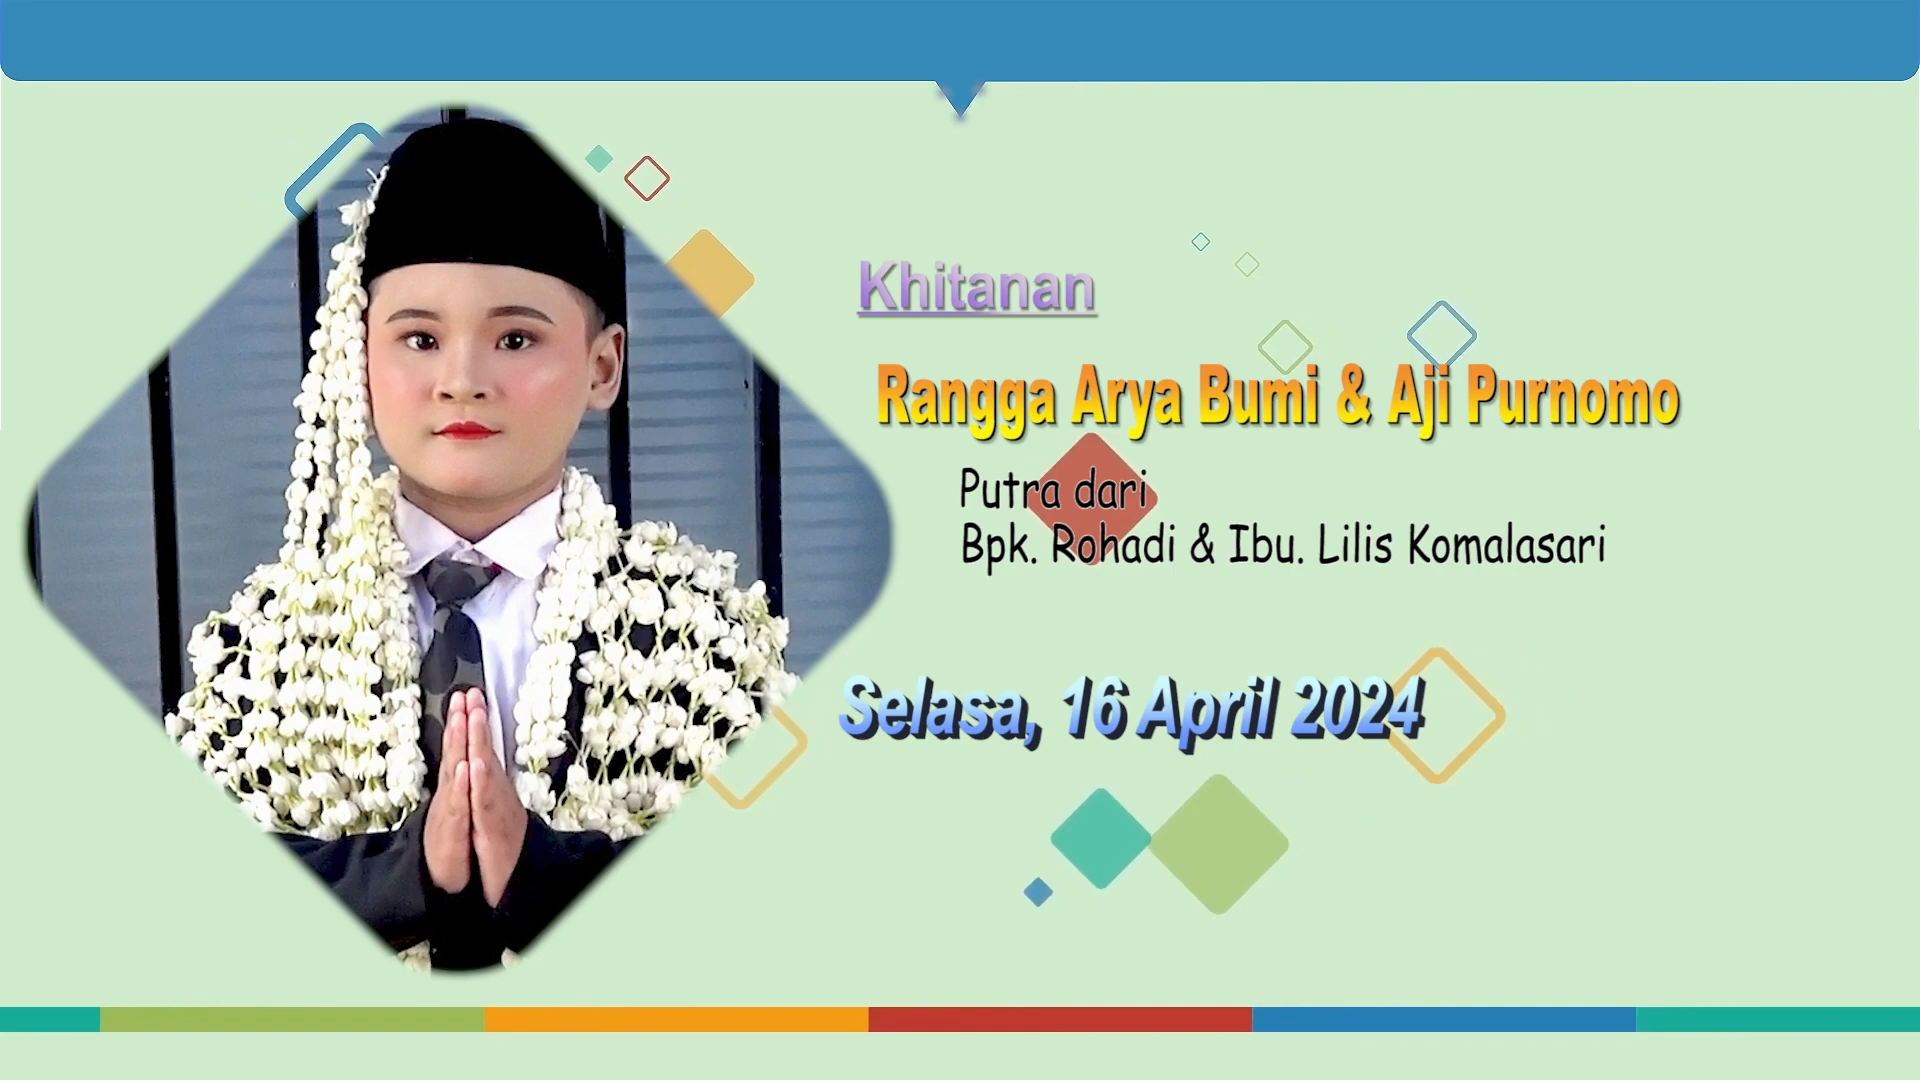 Khitanan
Rangga Arya Bumi & Aji Purnomo
Putra dari
Bpk. Rohadi & Ibu. Lilis Komalasari
Selasa, 16 April 2024